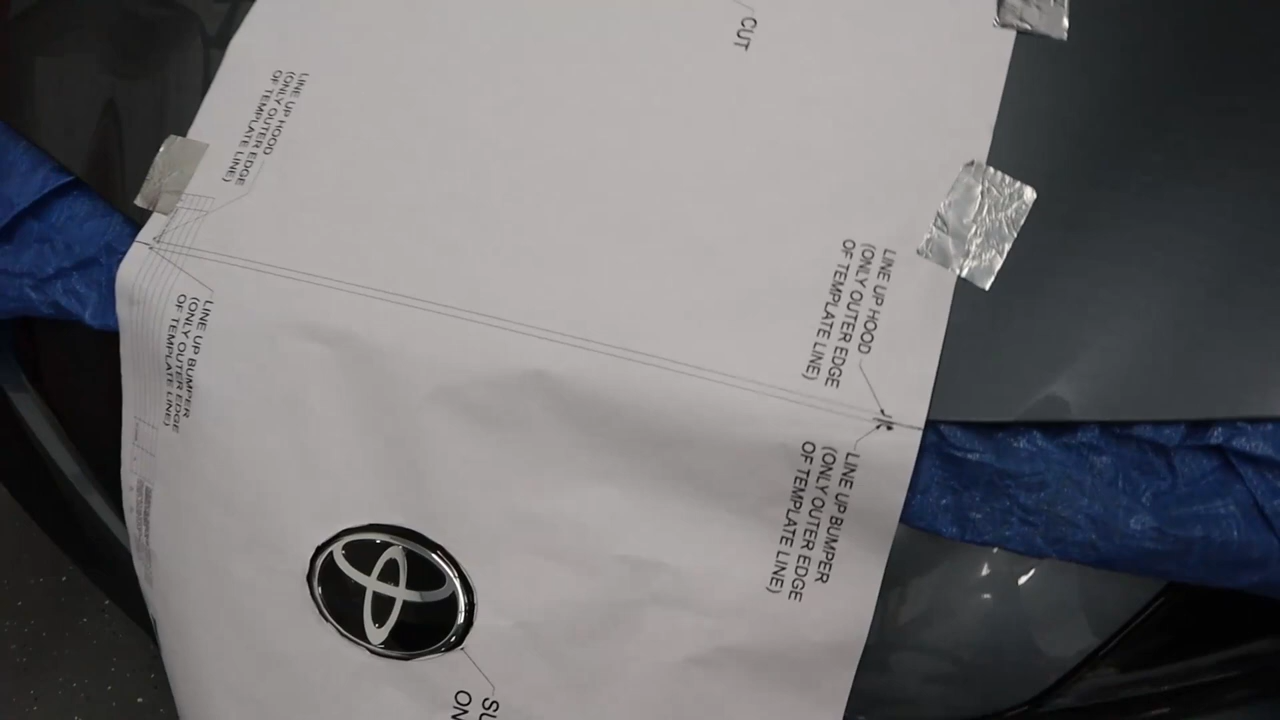 CUT
LINE UP HOOD
(ONLY OUTER EDGE
OF TEMPLATE LINE)
LINE UP HOOD
(ONLY OUTER EDGE
OF TEMPLATE LINE)
LINE UP BUMPER
(ONLY OUTER EDGE
OF TEMPLATE LINE)
LINE UP BUMPER
(ONLY OUTER EDGE
OF TEMPLATE LINE)